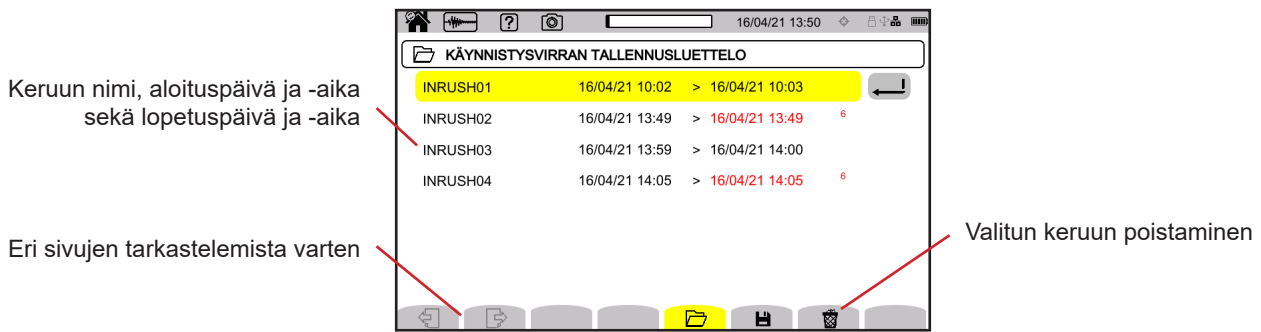 ? 16/04/21 13:50
KÄYNNISTYSVIRRAN TALLENNUSLUETTELO
INRUSH01 16/04/21 10:02 > 16/04/21 10:03
INRUSH02 16/04/21 13:49 > 16/04/21 13:49 6
INRUSH03 16/04/21 13:59 > 16/04/21 14:00
INRUSH04 16/04/21 14:05 > 16/04/21 14:05 6
Keruun nimi, aloituspäivä ja -aika
sekä lopetuspäivä ja -aika
Eri sivujen tarkastelemista varten
Valitun keruun poistaminen